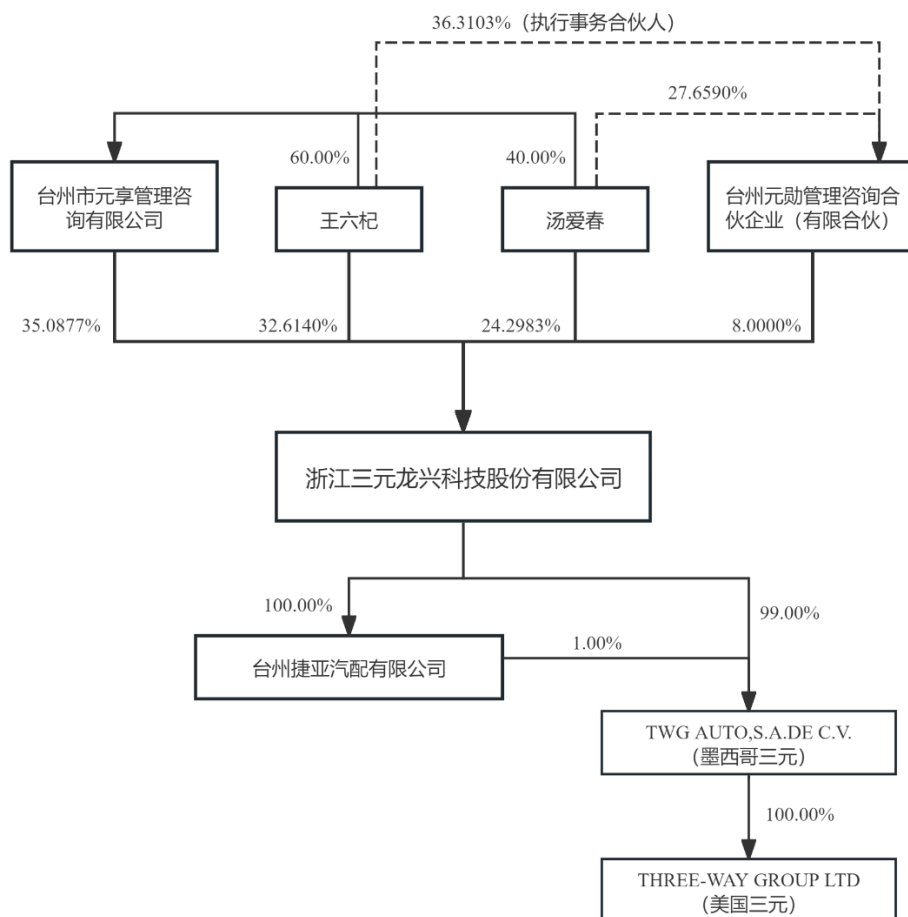 36.3103%（执行事务合伙人）
27.6590%
60.00%
40.00%
台州市元享管理咨
询有限公司
王六杞
汤爱春
台州元勋管理咨询合
伙企业（有限合伙）
35.0877%
32.6140%
24.2983%
8.0000%
浙江三元龙兴科技股份有限公司
100.00%
99.00%
台州捷亚汽配有限公司
1.00%
TWG AUTO,S.A.DE C.V.
（墨西哥三元）
100.00%
THREE-WAY GROUP LTD
（美国三元）